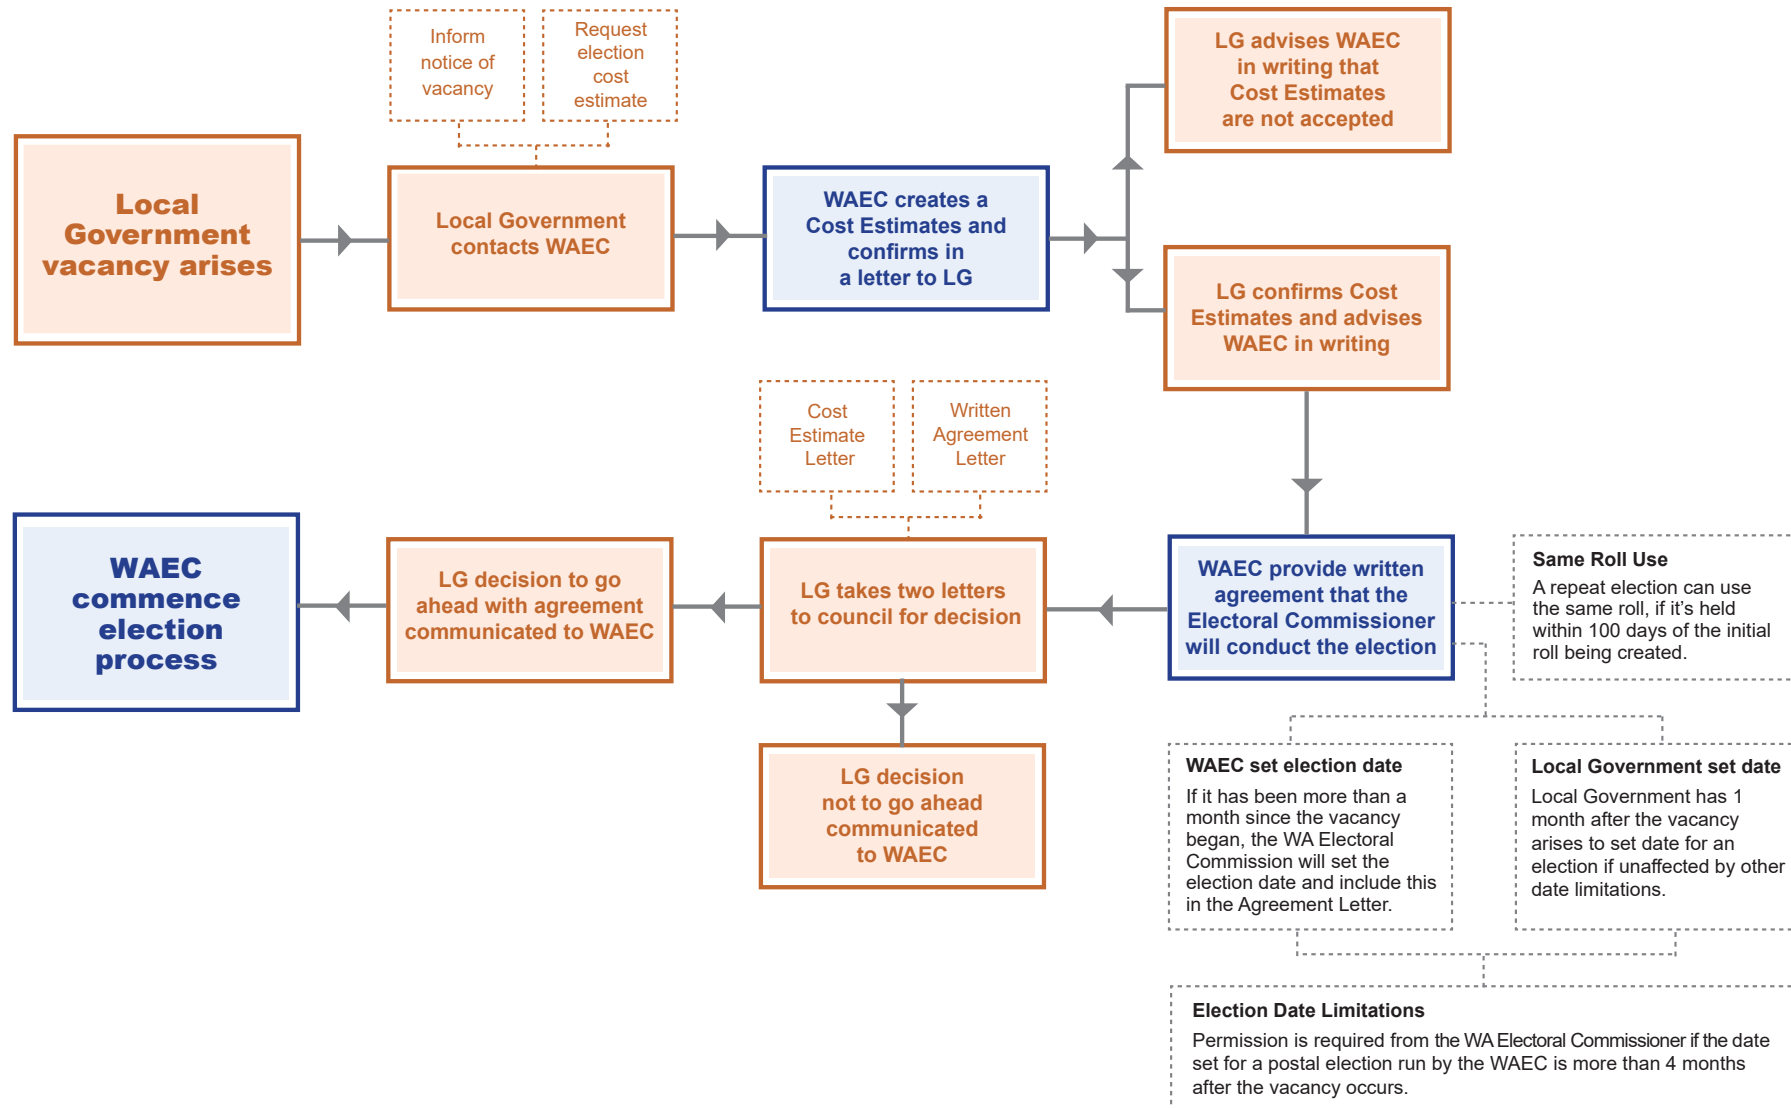 Inform
notice of
vacancy
Request
election
cost
estimate
LG advises WAEC
in writing that
Cost Estimates
are not accepted
Local
Government
vacancy arises
Local Government
contacts WAEC
WAEC creates a
Cost Estimates and
confirms in
a letter to LG
LG confirms Cost
Estimates and advises
WAEC in writing
Cost
Estimate
Letter
Written
Agreement
Letter
WAEC
commence
election
process
LG decision to go
ahead with agreement
communicated to WAEC
LG takes two letters
to council for decision
WAEC provide written
agreement that the
Electoral Commissioner
will conduct the election
Same Roll Use
A repeat election can use
the same roll, if it's held
within 100 days of the initial
roll being created.
LG decision
not to go ahead
communicated
to WAEC
WAEC set election date
If it has been more than a
month since the vacancy
began, the WA Electoral
Commission will set the
election date and include this
in the Agreement Letter.
Local Government set date
Local Government has 1
month after the vacancy
arises to set date for an
election if unaffected by other
date limitations.
Election Date Limitations
Permission is required from the WA Electoral Commissioner if the date
set for a postal election run by the WAEC is more than 4 months
after the vacancy occurs.